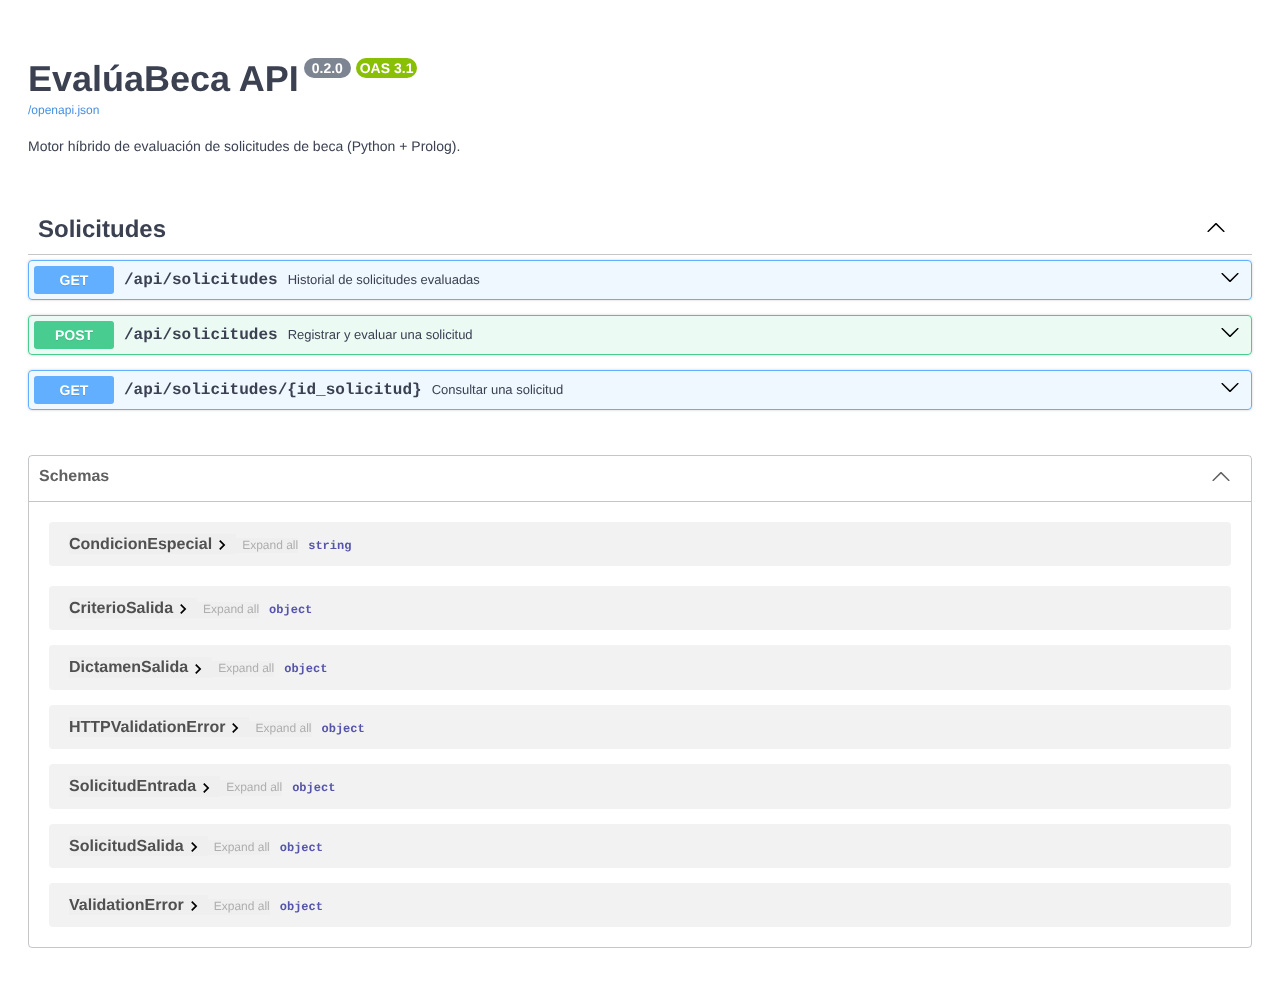 EvalúaBeca API 0.2.0 OAS 3.1
/openapi.json
Motor híbrido de evaluación de solicitudes de beca (Python + Prolog).
Solicitudes
GET /api/solicitudes Historial de solicitudes evaluadas
POST /api/solicitudes Registrar y evaluar una solicitud
GET /api/solicitudes/{id_solicitud} Consultar una solicitud
Schemas
CondicionEspecial Expand all string
CriterioSalida Expand all object
DictamenSalida Expand all object
HTTPValidationError Expand all object
SolicitudEntrada Expand all object
SolicitudSalida Expand all object
ValidationError Expand all object